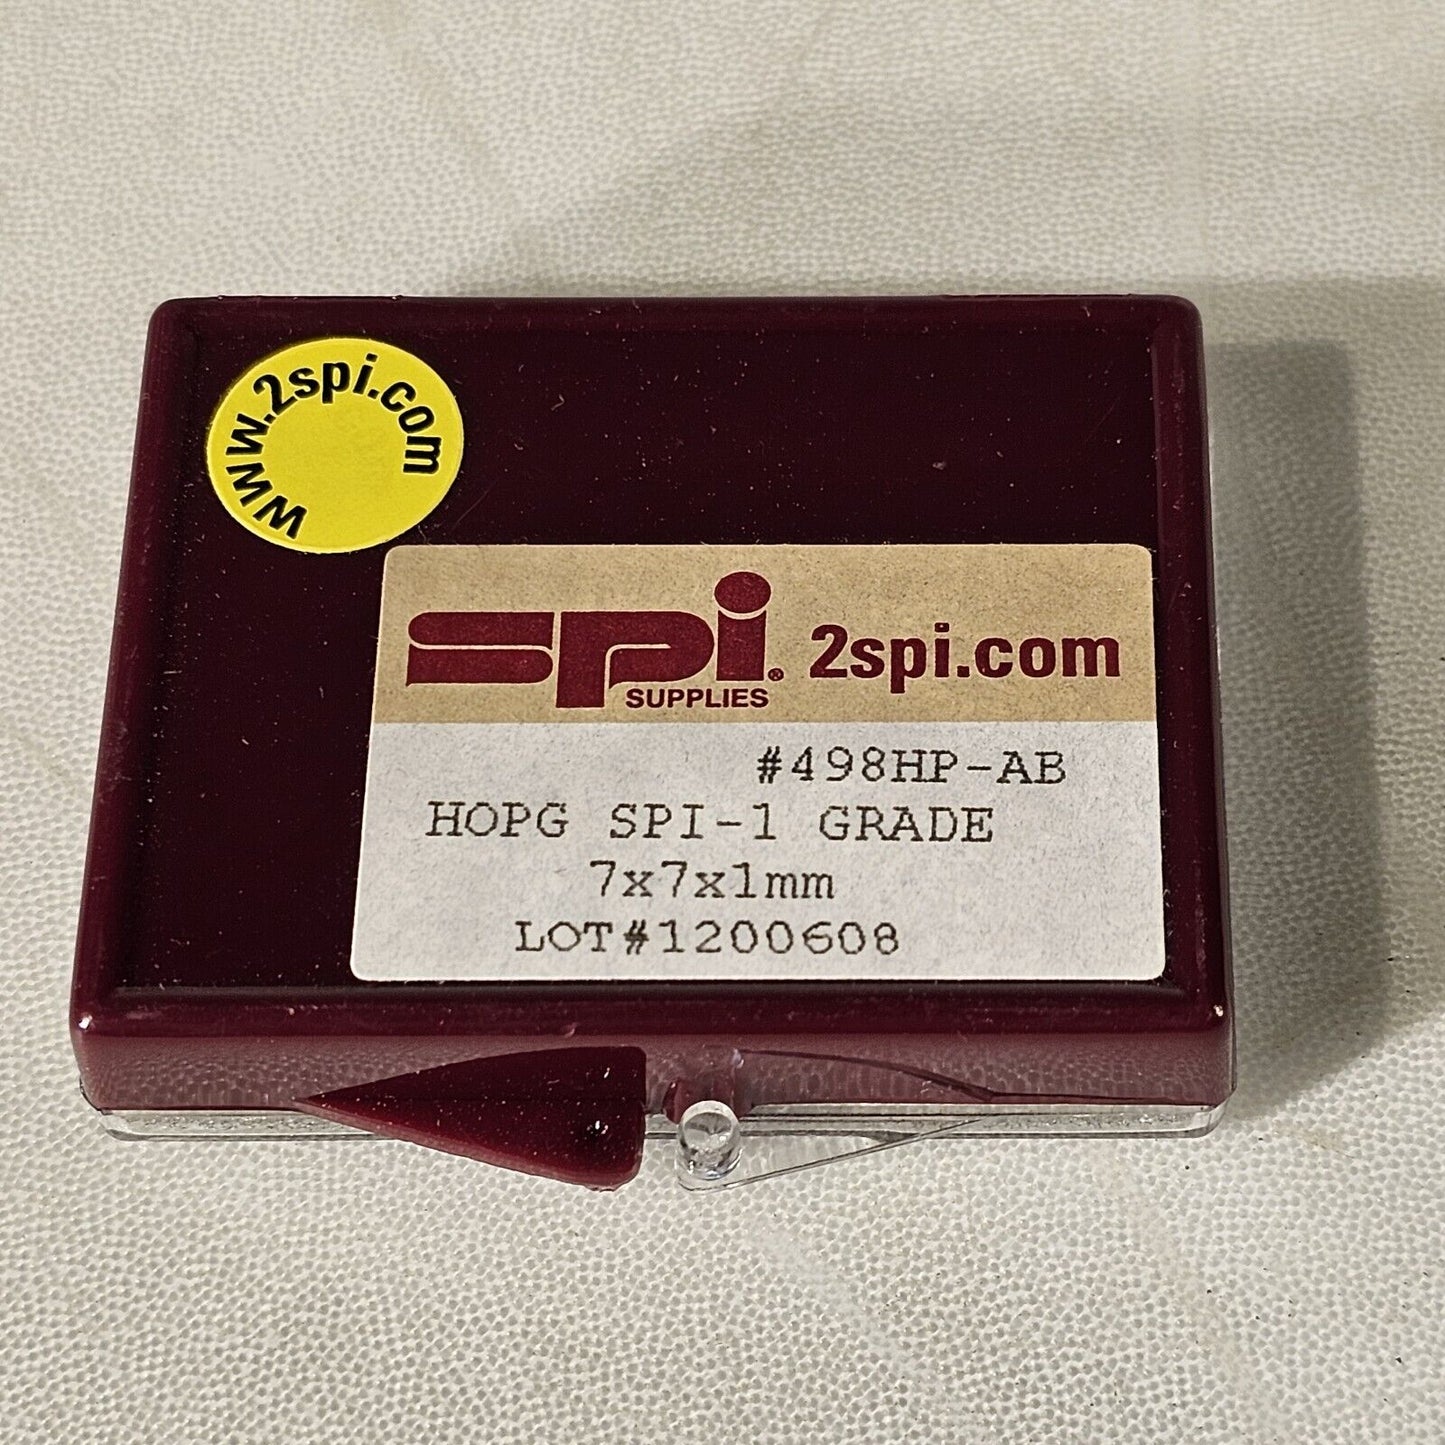 www.2spi.com
spi® 2spi.com
SUPPLIES
#498HP-AB
HOPG SPI-1 GRADE
7x7x1mm
LOT#1200608